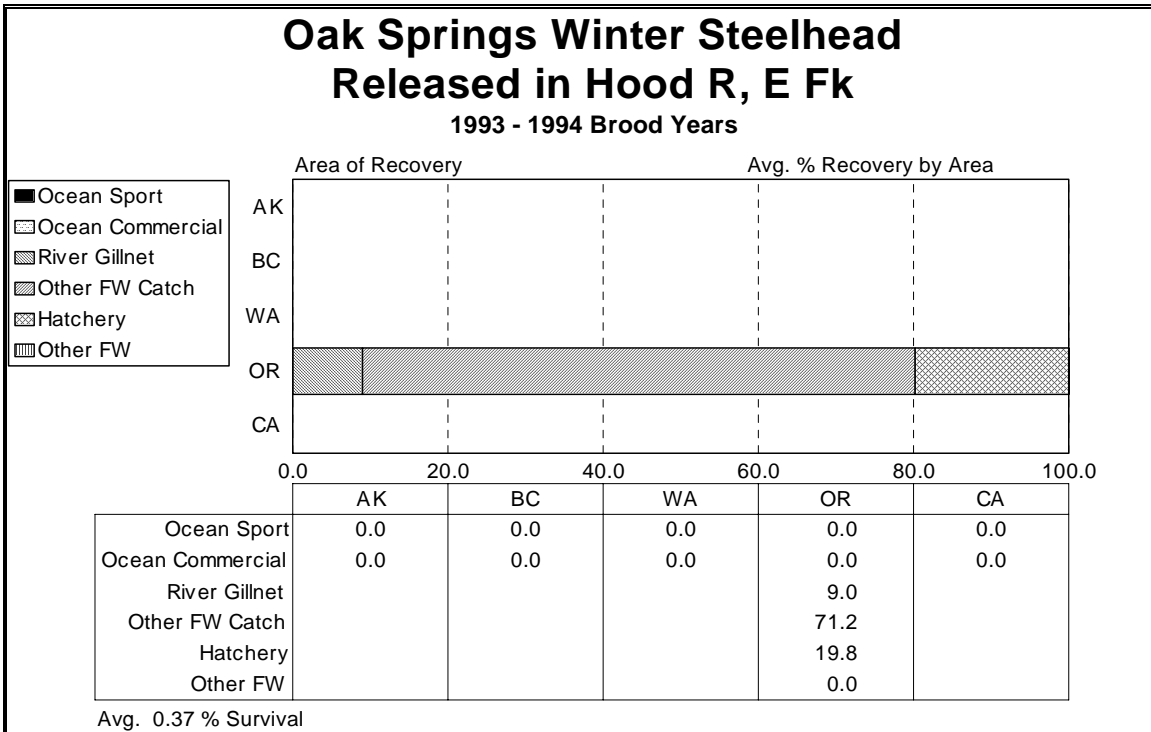 Oak Springs Winter Steelhead
Released in Hood R, E Fk
1993 - 1994 Brood Years
Area of Recovery Avg. % Recovery by Area
Ocean Sport
Ocean Commercial
River Gillnet
Other FW Catch
Hatchery
Other FW
AK
BC
WA
OR
CA
0.0 20.0 40.0 60.0 80.0 100.0
AK BC WA OR CA
Ocean Sport 0.0 0.0 0.0 0.0 0.0
Ocean Commercial 0.0 0.0 0.0 0.0 0.0
River Gillnet 9.0
Other FW Catch 71.2
Hatchery 19.8
Other FW 0.0
Avg. 0.37 % Survival